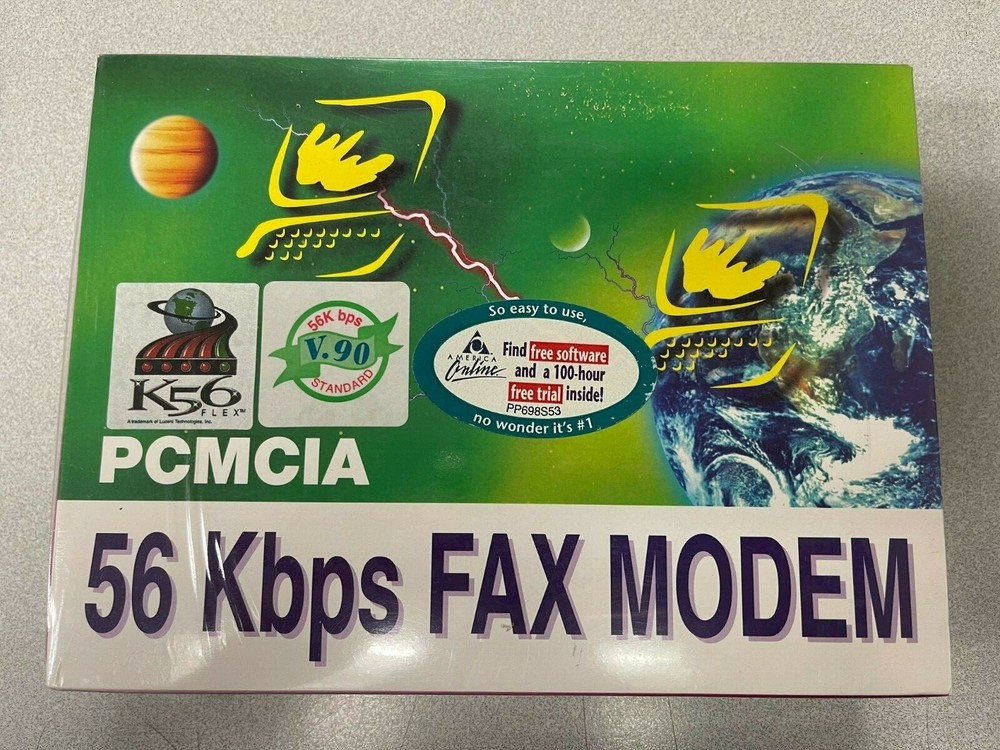 K56
FLEX™
A trademark of Lucent Technologies, Inc.
56K bps
V.90
STANDARD
So easy to use,
AMERICA
Online
Find free software
and a 100-hour
free trial inside!
PP698S53
no wonder it's #1
PCMCIA
56 Kbps FAX MODEM